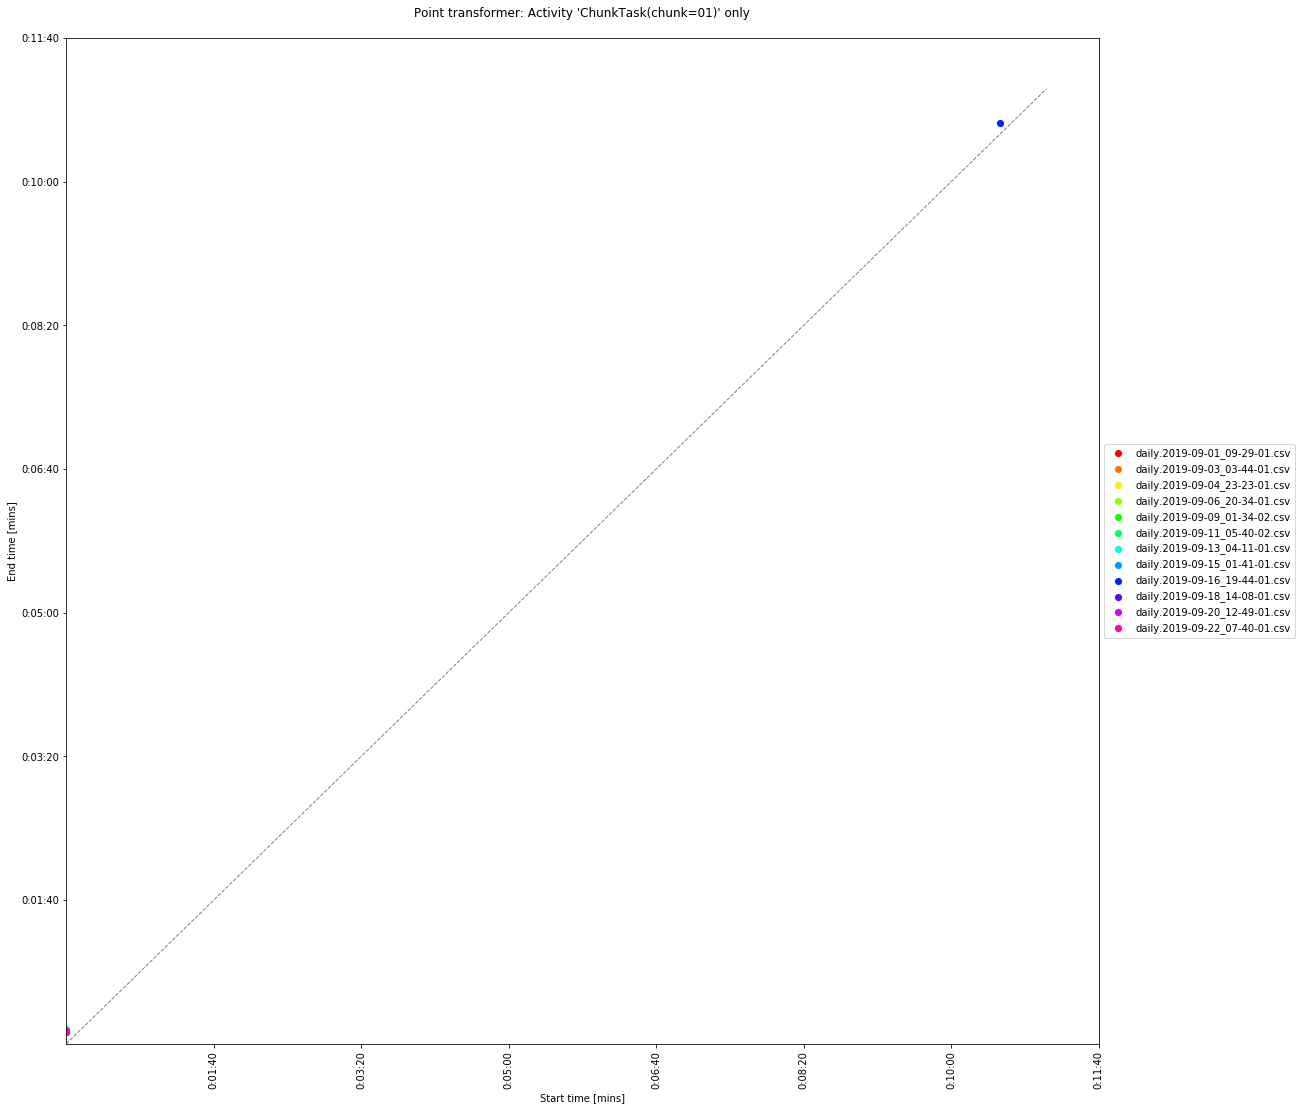 Point transformer: Activity 'ChunkTask(chunk=01)' only
0:11:40
0:10:00
0:08:20
0:06:40
0:05:00
0:03:20
0:01:40
End time [mins]
0:01:40
0:03:20
0:05:00
0:06:40
0:08:20
0:10:00
0:11:40
Start time [mins]
daily.2019-09-01_09-29-01.csv
daily.2019-09-03_03-44-01.csv
daily.2019-09-04_23-23-01.csv
daily.2019-09-06_20-34-01.csv
daily.2019-09-09_01-34-02.csv
daily.2019-09-11_05-40-02.csv
daily.2019-09-13_04-11-01.csv
daily.2019-09-15_01-41-01.csv
daily.2019-09-16_19-44-01.csv
daily.2019-09-18_14-08-01.csv
daily.2019-09-20_12-49-01.csv
daily.2019-09-22_07-40-01.csv